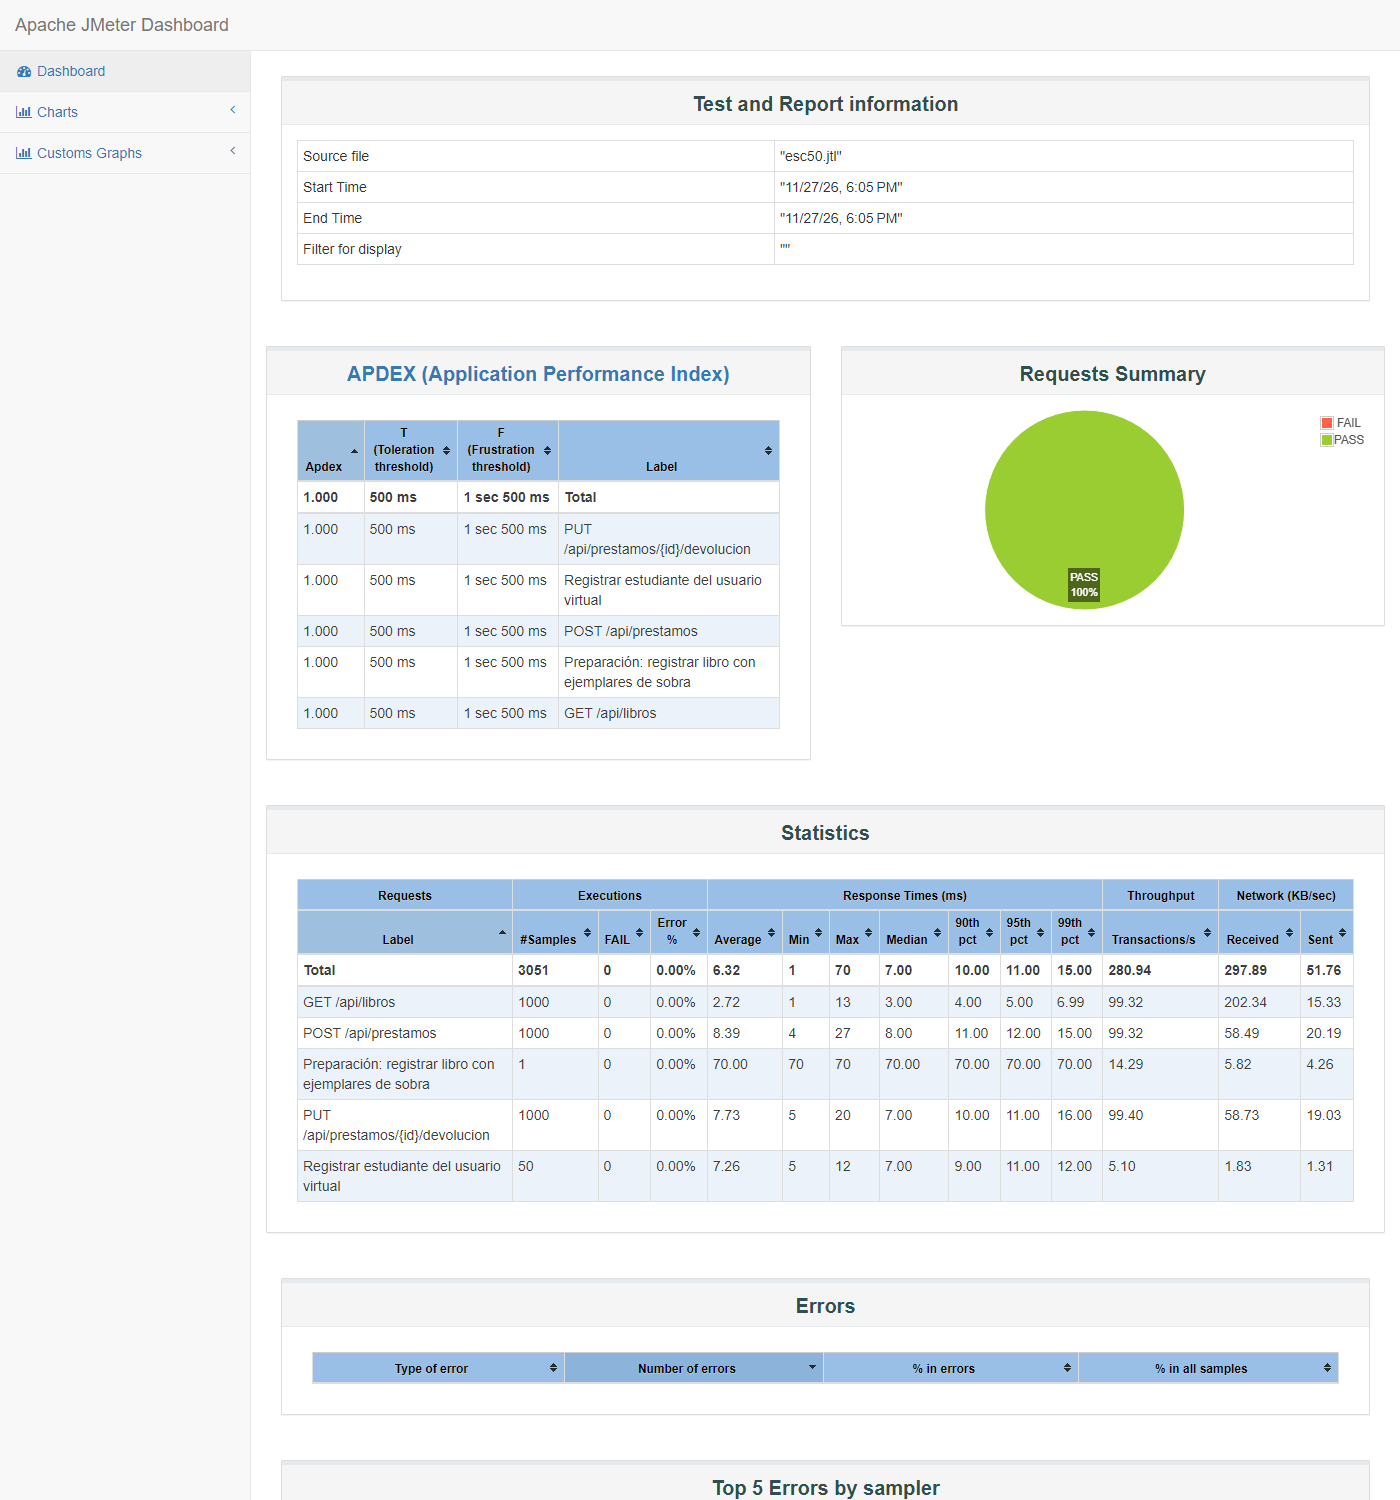 Apache JMeter Dashboard
Dashboard
Charts
Customs Graphs
Test and Report information
Source file "esc50.jtl"
Start Time "11/27/26, 6:05 PM"
End Time "11/27/26, 6:05 PM"
Filter for display ""
APDEX (Application Performance Index)
Apdex T (Toleration threshold) F (Frustration threshold) Label
1.000 500 ms 1 sec 500 ms Total
1.000 500 ms 1 sec 500 ms PUT /api/prestamos/{id}/devolucion
1.000 500 ms 1 sec 500 ms Registrar estudiante del usuario virtual
1.000 500 ms 1 sec 500 ms POST /api/prestamos
1.000 500 ms 1 sec 500 ms Preparación: registrar libro con ejemplares de sobra
1.000 500 ms 1 sec 500 ms GET /api/libros
Requests Summary
FAIL
PASS
PASS
100%
Statistics
Requests Executions Response Times (ms) Throughput Network (KB/sec)
Label #Samples FAIL Error % Average Min Max Median 90th pct 95th pct 99th pct Transactions/s Received Sent
Total 3051 0 0.00% 6.32 1 70 7.00 10.00 11.00 15.00 280.94 297.89 51.76
GET /api/libros 1000 0 0.00% 2.72 1 13 3.00 4.00 5.00 6.99 99.32 202.34 15.33
POST /api/prestamos 1000 0 0.00% 8.39 4 27 8.00 11.00 12.00 15.00 99.32 58.49 20.19
Preparación: registrar libro con ejemplares de sobra 1 0 0.00% 70.00 70 70 70.00 70.00 70.00 70.00 14.29 5.82 4.26
PUT /api/prestamos/{id}/devolucion 1000 0 0.00% 7.73 5 20 7.00 10.00 11.00 16.00 99.40 58.73 19.03
Registrar estudiante del usuario virtual 50 0 0.00% 7.26 5 12 7.00 9.00 11.00 12.00 5.10 1.83 1.31
Errors
Type of error Number of errors % in errors % in all samples
Top 5 Errors by sampler